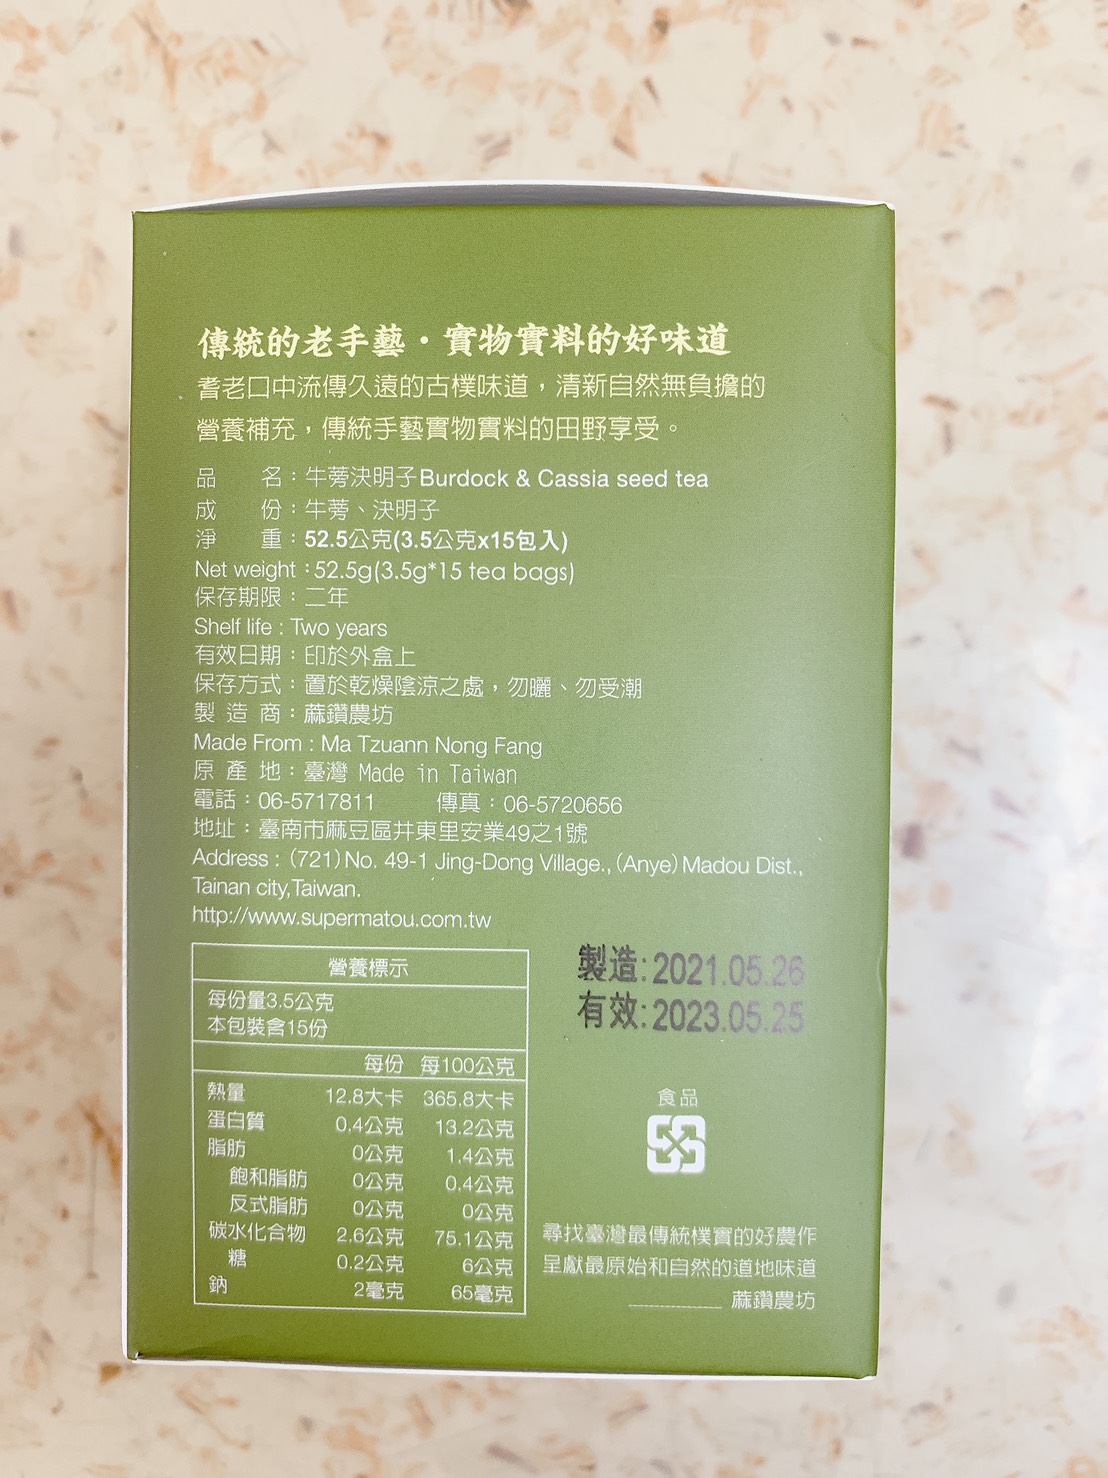 傳統的老手藝・實物實料的好味道
耆老口中流傳久遠的古樸味道，清新自然無負擔的
營養補充，傳統手藝實物實料的田野享受。
品　　名：牛蒡決明子Burdock & Cassia seed tea
成　　份：牛蒡、決明子
淨　　重：52.5公克(3.5公克x15包入)
Net weight：52.5g(3.5g*15 tea bags)
保存期限：二年
Shelf life : Two years
有效日期：印於外盒上
保存方式：置於乾燥陰涼之處，勿曬、勿受潮
製 造 商：蔴鑽農坊
Made From : Ma Tzuann Nong Fang
原 產 地：臺灣 Made in Taiwan
電話：06-5717811　　傳真：06-5720656
地址：臺南市麻豆區井東里安業49之1號
Address : (721) No. 49-1 Jing-Dong Village., (Anye) Madou Dist.,
Tainan city,Taiwan.
http://www.supermatou.com.tw
製造:2021.05.26
有效:2023.05.25
營養標示
每份量3.5公克
本包裝含15份
每份 每100公克
熱量 12.8大卡 365.8大卡
蛋白質 0.4公克 13.2公克
脂肪 0公克 1.4公克
飽和脂肪 0公克 0.4公克
反式脂肪 0公克 0公克
碳水化合物 2.6公克 75.1公克
糖 0.2公克 6公克
鈉 2毫克 65毫克
食品
尋找臺灣最傳統樸實的好農作
呈獻最原始和自然的道地味道
蔴鑽農坊